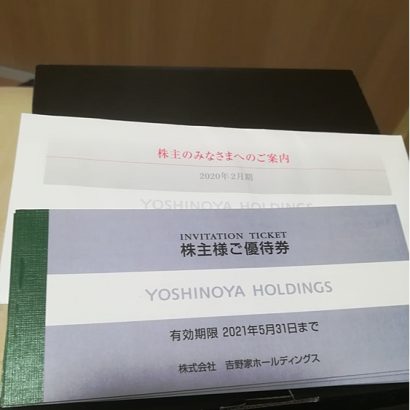 株主のみなさまへのご案内
2020年2月期
YOSHINOYA HOLDINGS
INVITATION TICKET
株主様ご優待券
YOSHINOYA HOLDINGS
有効期限 2021年5月31日まで
株式会社 吉野家ホールディングス